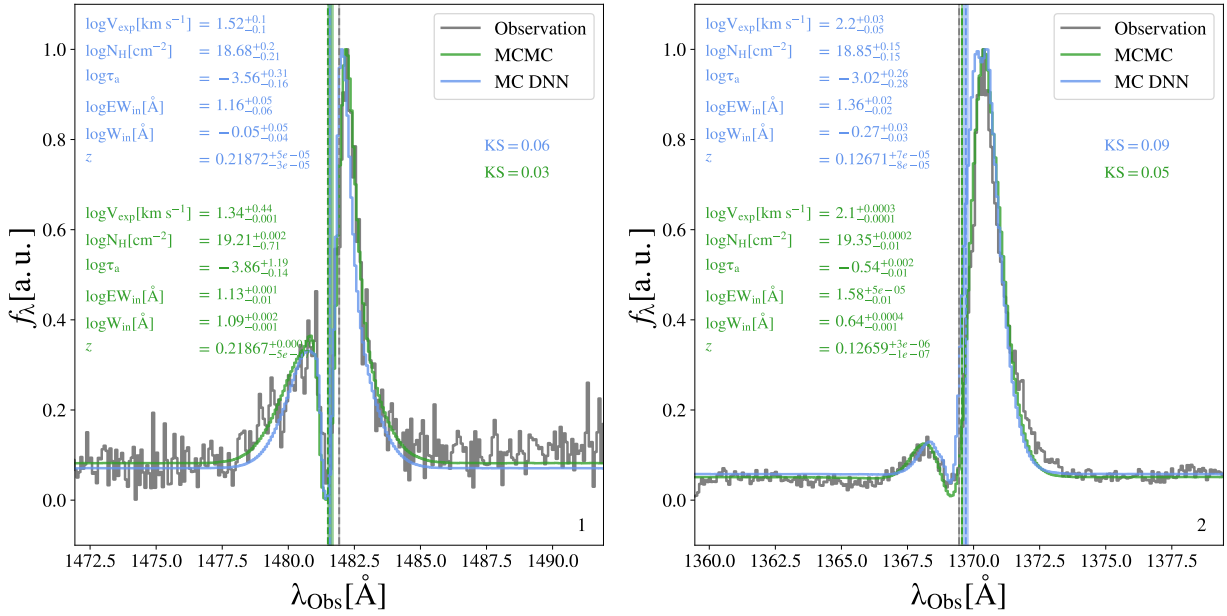 logV_exp[km s⁻¹] = 1.52^{+0.1}_{-0.1}
logN_H[cm⁻²] = 18.68^{+0.2}_{-0.21}
logτ_a = −3.56^{+0.31}_{-0.16}
logEW_in[Å] = 1.16^{+0.05}_{-0.06}
logW_in[Å] = −0.05^{+0.05}_{-0.04}
z = 0.21872^{+5e−05}_{-3e−05}
Observation
MCMC
MC DNN
KS = 0.06
KS = 0.03
logV_exp[km s⁻¹] = 1.34^{+0.44}_{-0.001}
logN_H[cm⁻²] = 19.21^{+0.002}_{-0.71}
logτ_a = −3.86^{+1.19}_{-0.14}
logEW_in[Å] = 1.13^{+0.001}_{-0.01}
logW_in[Å] = 1.09^{+0.002}_{-0.001}
z = 0.21867
1.0
0.8
0.6
0.4
0.2
0.0
f_λ[a. u.]
1
1472.5 1475.0 1477.5 1480.0 1482.5 1485.0 1487.5 1490.0
λ_Obs[Å]
logV_exp[km s⁻¹] = 2.2^{+0.03}_{-0.05}
logN_H[cm⁻²] = 18.85^{+0.15}_{-0.15}
logτ_a = −3.02^{+0.26}_{-0.28}
logEW_in[Å] = 1.36^{+0.02}_{-0.02}
logW_in[Å] = −0.27^{+0.03}_{-0.03}
z = 0.12671^{+7e−05}_{-8e−05}
Observation
MCMC
MC DNN
KS = 0.09
KS = 0.05
logV_exp[km s⁻¹] = 2.1^{+0.0003}_{-0.0001}
logN_H[cm⁻²] = 19.35^{+0.0002}_{-0.01}
logτ_a = −0.54^{+0.002}_{-0.01}
logEW_in[Å] = 1.58^{+5e−05}_{-0.01}
logW_in[Å] = 0.64^{+0.0004}_{-0.001}
z = 0.12659^{+3e−06}_{-1e−07}
1.0
0.8
0.6
0.4
0.2
0.0
f_λ[a. u.]
2
1360.0 1362.5 1365.0 1367.5 1370.0 1372.5 1375.0 1377.5
λ_Obs[Å]